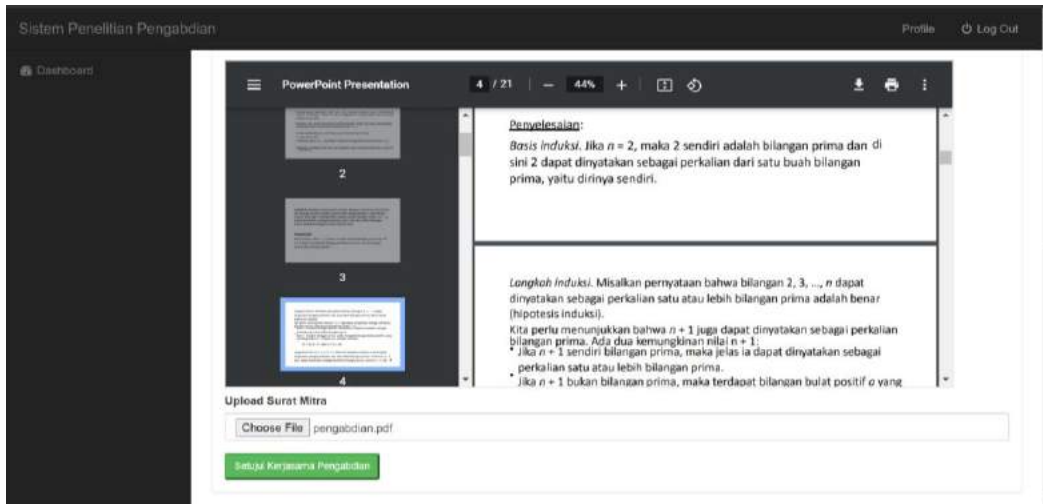 Sistem Penelitian Pengabdian
Profile
Log Out
Dashboard
PowerPoint Presentation
4 / 21
44%
2
3
4
Penyelesaian:
Basis induksi. Jika n = 2, maka 2 sendiri adalah bilangan prima dan di
sini 2 dapat dinyatakan sebagai perkalian dari satu buah bilangan
prima, yaitu dirinya sendiri.
Langkah induksi. Misalkan pernyataan bahwa bilangan 2, 3, ..., n dapat
dinyatakan sebagai perkalian satu atau lebih bilangan prima adalah benar
(hipotesis induksi).
Kita perlu menunjukkan bahwa n + 1 juga dapat dinyatakan sebagai perkalian
bilangan prima. Ada dua kemungkinan nilai n + 1:
• Jika n + 1 sendiri bilangan prima, maka jelas ia dapat dinyatakan sebagai
perkalian satu atau lebih bilangan prima.
• Jika n + 1 bukan bilangan prima, maka terdapat bilangan bulat positif a yang
Upload Surat Mitra
Choose File pengabdian.pdf
Setujui Kerjasama Pengabdian